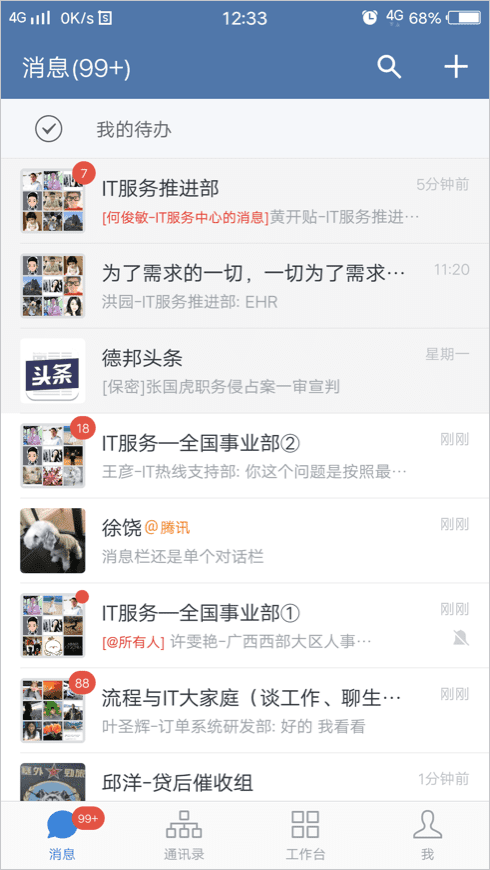 4G 0K/s S 12:33 4G 68%
消息(99+)
我的待办
7
IT服务推进部 5分钟前
[何俊敏-IT服务中心的消息]黄开贴-IT服务推进…
为了需求的一切，一切为了需求… 11:20
洪园-IT服务推进部: EHR
头条
德邦头条 星期一
[保密]张国虎职务侵占案一审宣判
18
IT服务—全国事业部② 刚刚
王彦-IT热线支持部: 你这个问题是按照最…
徐饶@腾讯 刚刚
消息栏还是单个对话框
IT服务—全国事业部① 刚刚
[@所有人] 许雯艳-广西西部大区人事…
88
流程与IT大家庭（谈工作、聊生… 刚刚
叶圣辉-订单系统研发部: 好的 我看看
邱洋-贷后催收组 1分钟前
99+
消息 通讯录 工作台 我